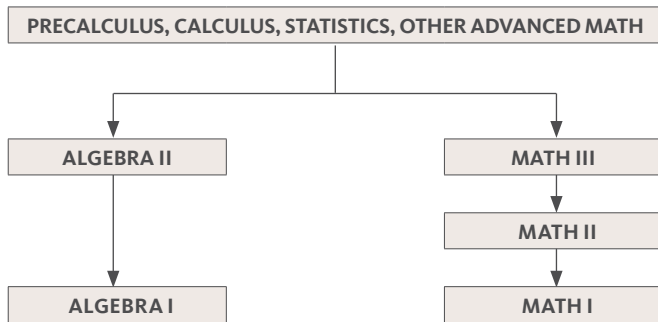 PRECALCULUS, CALCULUS, STATISTICS, OTHER ADVANCED MATH
ALGEBRA II
MATH III
MATH II
ALGEBRA I
MATH I